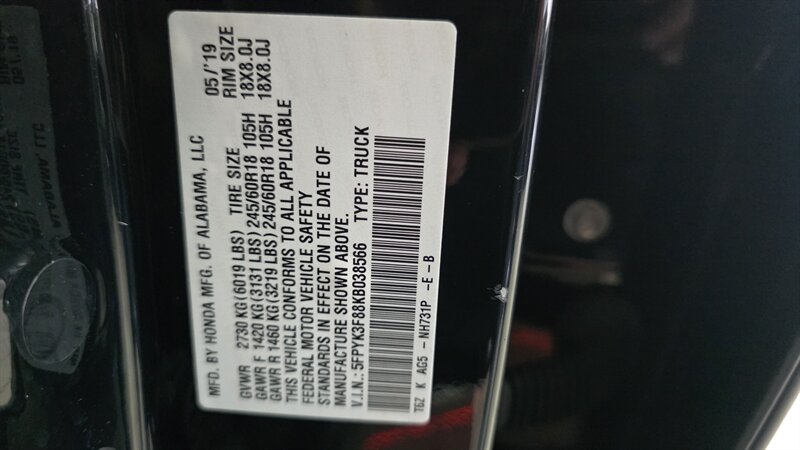 MFD. BY HONDA MFG. OF ALABAMA, LLC 05/'19
GVWR 2730 KG(6019 LBS) TIRE SIZE RIM SIZE
GAWR F 1420 KG(3131 LBS) 245/60R18 105H 18X8.0J
GAWR R 1460 KG(3219 LBS) 245/60R18 105H 18X8.0J
THIS VEHICLE CONFORMS TO ALL APPLICABLE
FEDERAL MOTOR VEHICLE SAFETY
STANDARDS IN EFFECT ON THE DATE OF
MANUFACTURE SHOWN ABOVE.
V.I.N.: 5FPYK3F88KB038566 TYPE: TRUCK
T6Z K AG5 - NH731P -E-B